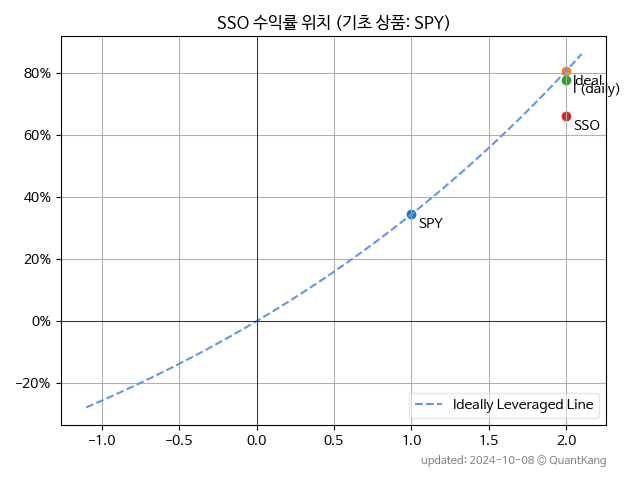 SSO 수익률 위치 (기초 상품: SPY)
80%
60%
40%
20%
0%
−20%
Ideal
I (daily)
SSO
SPY
Ideally Leveraged Line
−1.0 −0.5 0.0 0.5 1.0 1.5 2.0
updated: 2024-10-08 © QuantKang